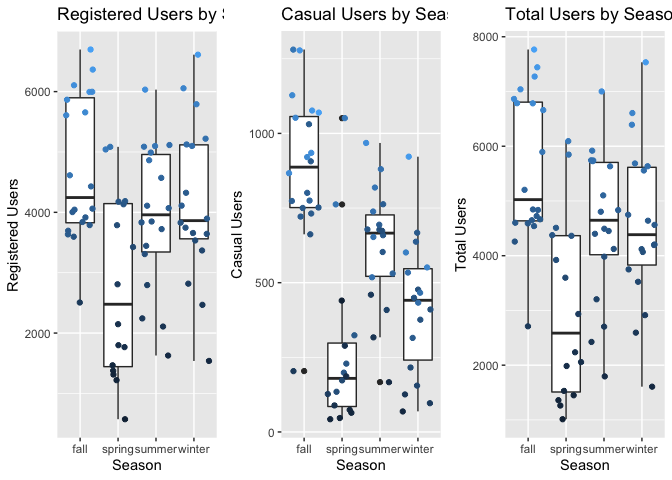 Registered Users by S
6000
4000
2000
Registered Users
fall spring summer winter
Season
Casual Users by Seas
1000
500
0
Casual Users
fall spring summer winter
Season
Total Users by Seaso
8000
6000
4000
2000
Total Users
fall spring summer winter
Season